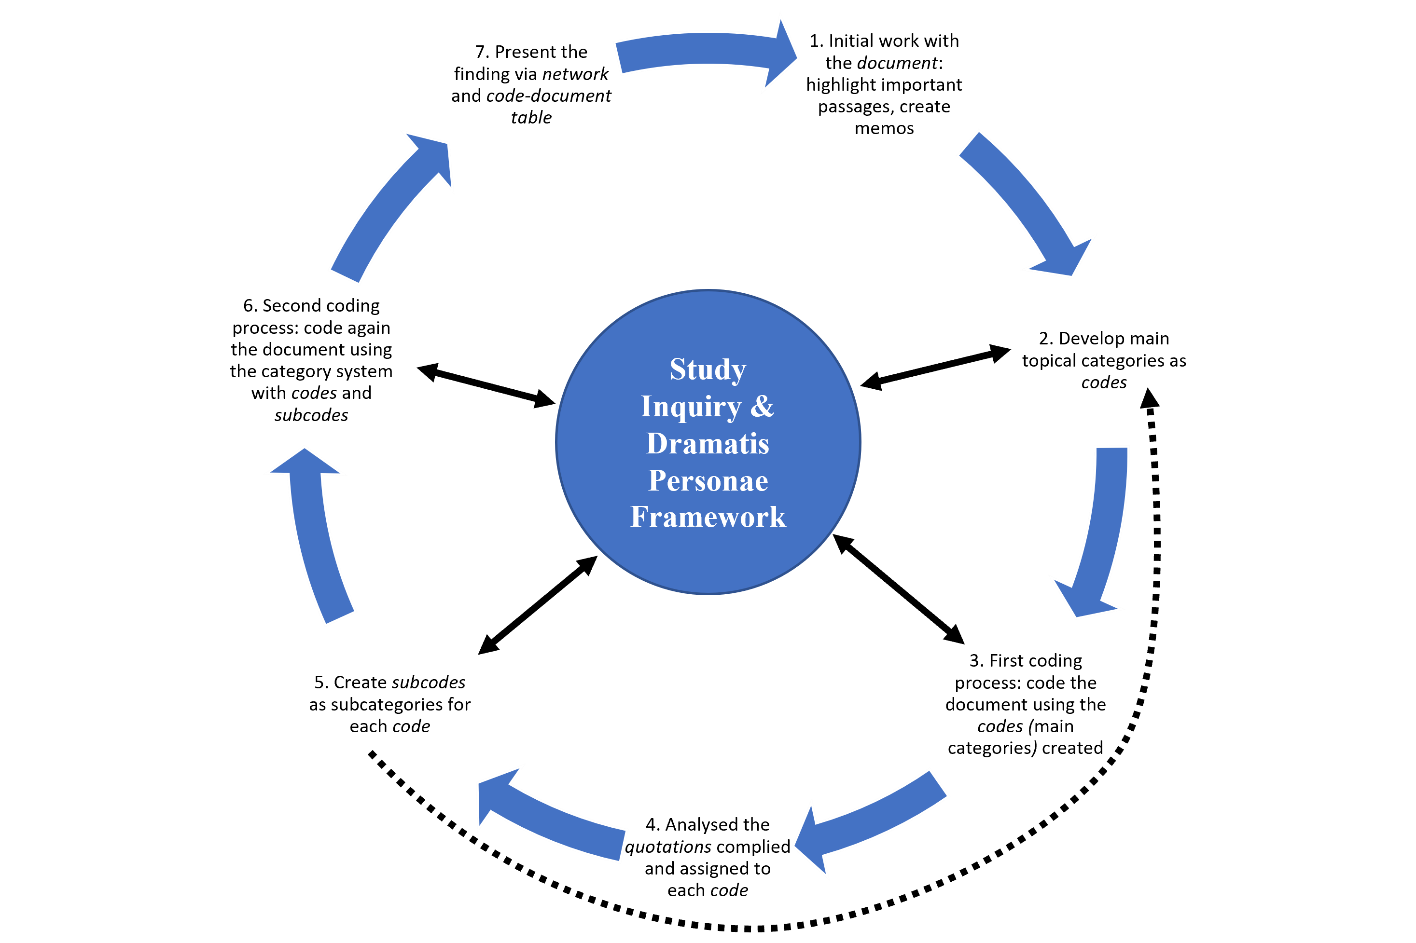 1. Initial work with
the document:
highlight important
passages, create
memos
2. Develop main
topical categories as
codes
3. First coding
process: code the
document using the
codes (main
categories) created
4. Analysed the
quotations complied
and assigned to
each code
5. Create subcodes
as subcategories for
each code
6. Second coding
process: code again
the document using
the category system
with codes and
subcodes
7. Present the
finding via network
and code-document
table
Study
Inquiry &
Dramatis
Personae
Framework